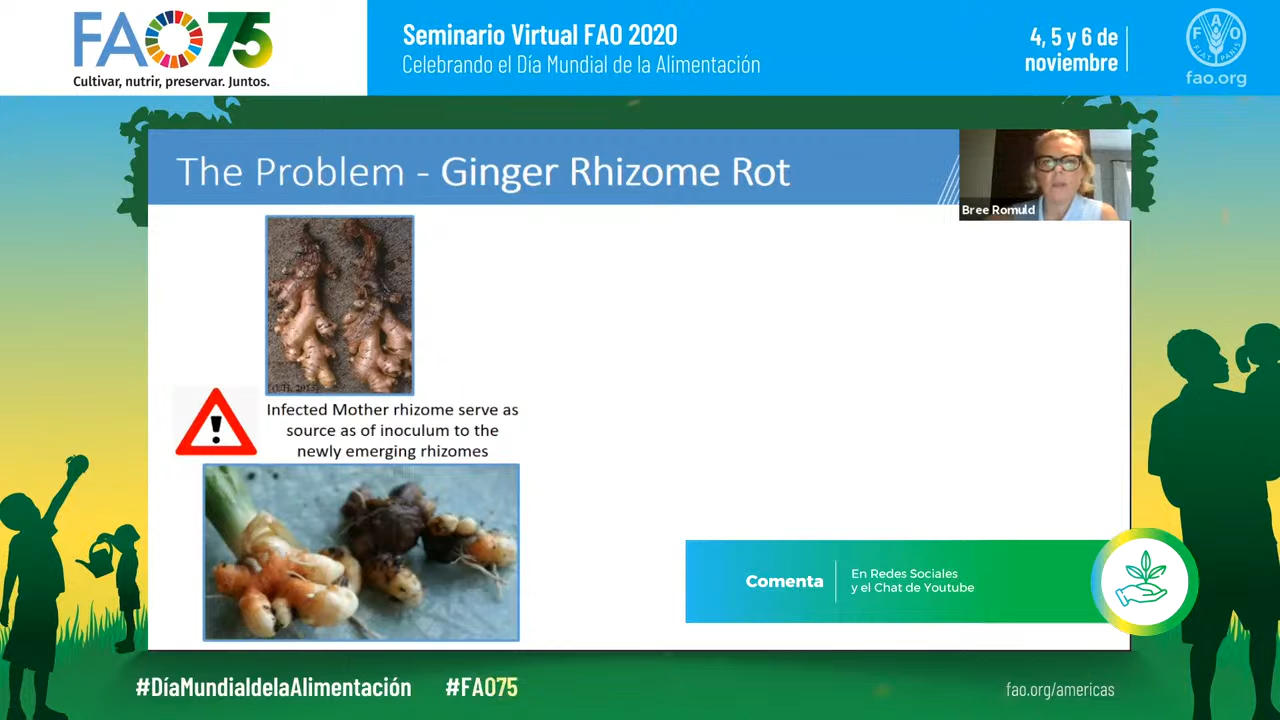 FAO75
Cultivar, nutrir, preservar. Juntos.
Seminario Virtual FAO 2020
Celebrando el Día Mundial de la Alimentación
4, 5 y 6 de
noviembre
FAO
FIAT PANIS
fao.org
The Problem - Ginger Rhizome Rot
Bree Romuld
Infected Mother rhizome serve as
source as of inoculum to the
newly emerging rhizomes
Comenta
En Redes Sociales
y el Chat de Youtube
#DíaMundialdelaAlimentación
#FAO75
fao.org/americas